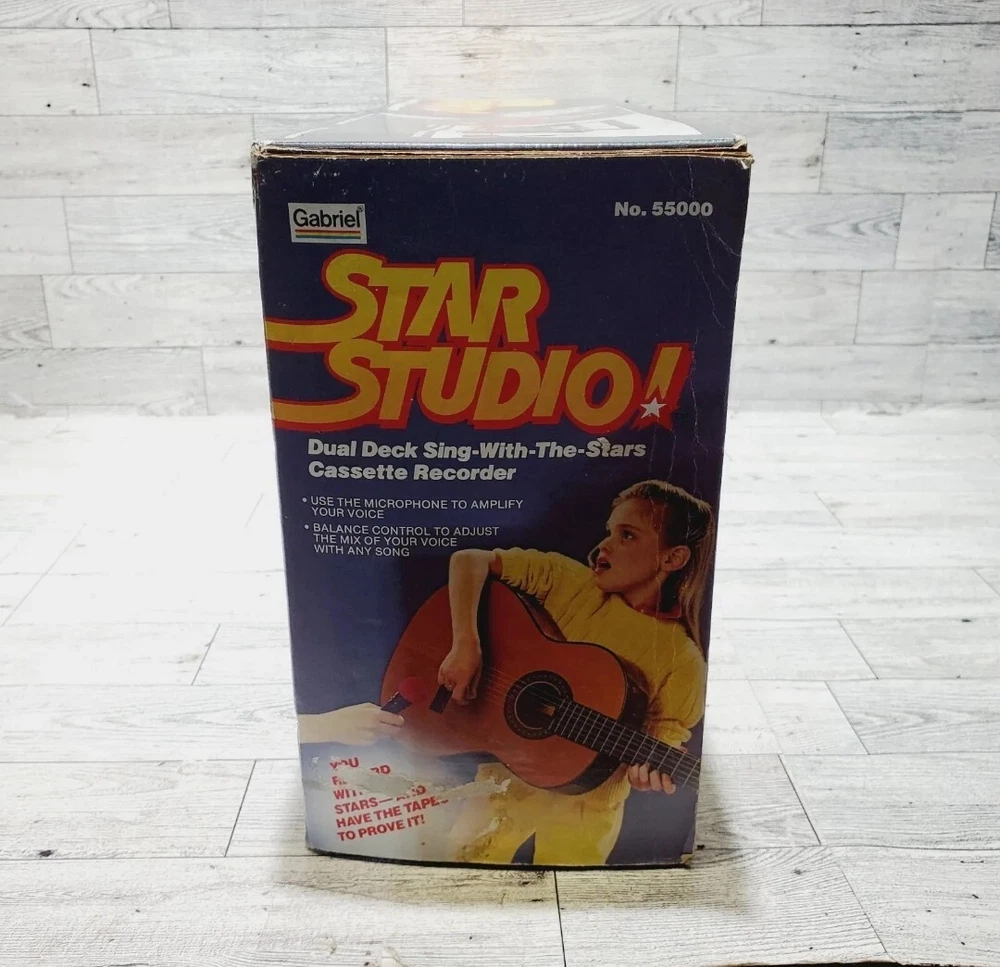 Gabriel
No. 55000
STAR
STUDIO!
Dual Deck Sing-With-The-Stars
Cassette Recorder
• USE THE MICROPHONE TO AMPLIFY
YOUR VOICE
• BALANCE CONTROL TO ADJUST
THE MIX OF YOUR VOICE
WITH ANY SONG
YOU
STARS—
HAVE THE TAPE
TO PROVE IT!